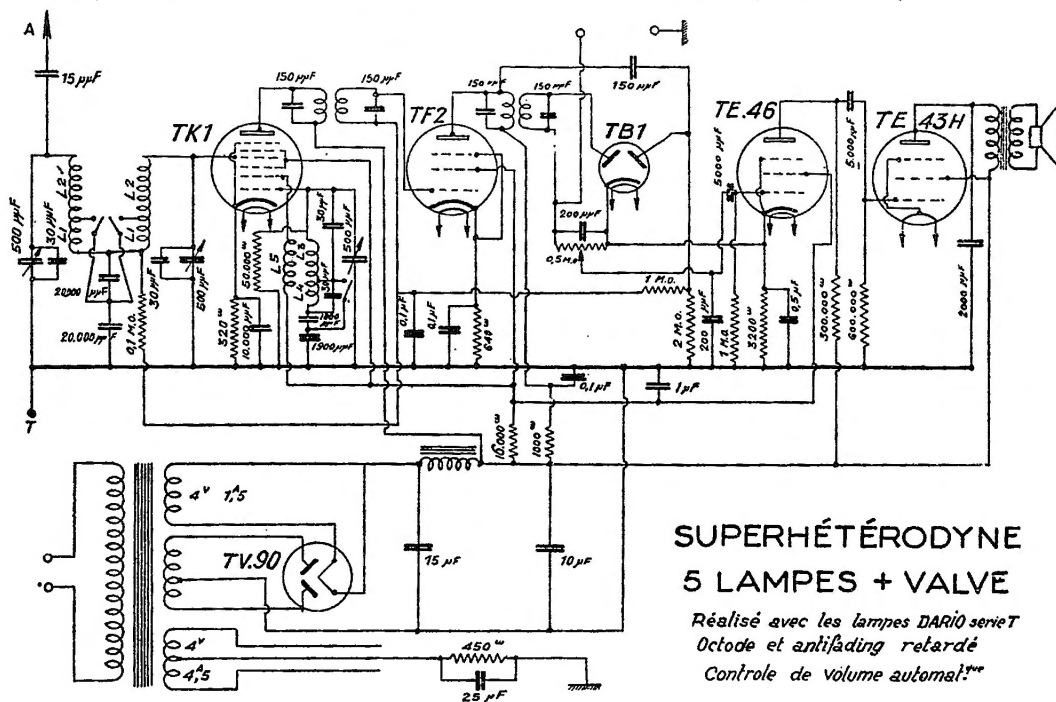 A
15 µµF
150 µµF
150 µµF
150 µµF
150 µµF
150 µµF
TK1
TF2
TB1
TE.46
TE 43H
L2'
L2
L1'
L1
500 µµF
30 µµF
20.000 µµF
20.000 µµF
0,1 M.Ω
30 µµF
500 µµF
50.000 ω
320 ω
10.000 µµF
L5
L3
L4
30 µµF
500 µµF
1900 µµF
0,1 µF
0,1 µF
640 ω
200 µµF
0,5 M.Ω
1 M.Ω
2 M.Ω
200 µµF
5000 µµF
1 M.Ω
3200 ω
0,5 µF
300.000 ω
5.000 µµF
600.000 ω
2000 µµF
T
0,1 µF
1 µF
10.000 ω
1000 ω
4V 1,A5
TV.90
15 µF
10 µF
4V
4,A5
450 ω
25 µF
SUPERHÉTÉRODYNE
5 LAMPES + VALVE
Réalisé avec les lampes DARIO serie T
Octode et antifading retardé
Controle de volume automat.que